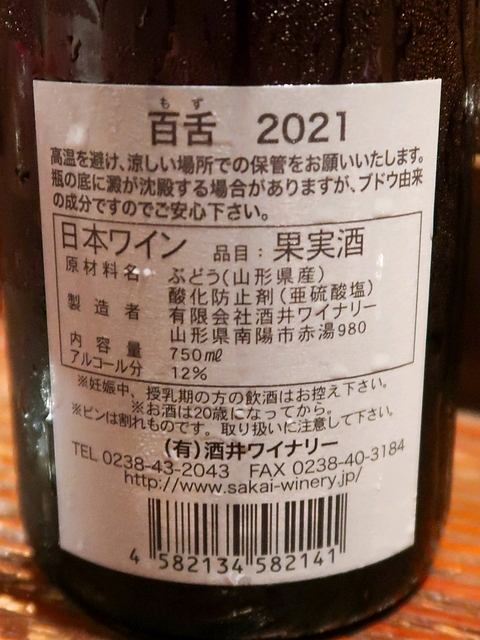 もず
百舌 2021
高温を避け、涼しい場所での保管をお願いいたします。
瓶の底に澱が沈殿する場合がありますが、ブドウ由来
の成分ですのでご安心下さい。
日本ワイン 品目：果実酒
原材料名 ぶどう(山形県産)
酸化防止剤(亜硫酸塩)
製造者 有限会社酒井ワイナリー
山形県南陽市赤湯980
内容量 750㎖
アルコール分 12%
※妊娠中、授乳期の方の飲酒はお控え下さい。
※お酒は20歳になってから。
※ビンは割れものです。取り扱いに注意して下さい。
(有)酒井ワイナリー
TEL 0238-43-2043 FAX 0238-40-3184
http://www.sakai-winery.jp/
4 582134 582141